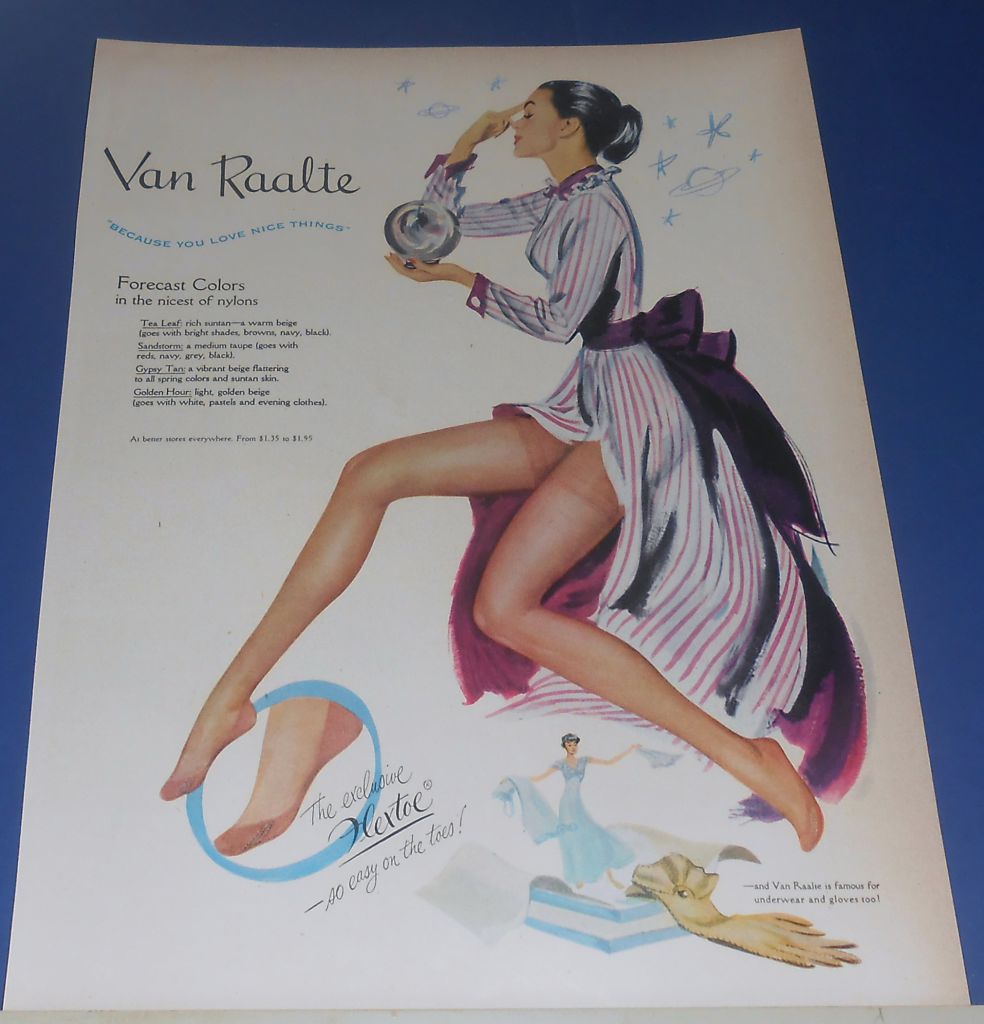 Van Raalte
"BECAUSE YOU LOVE NICE THINGS"
Forecast Colors
in the nicest of nylons
Tea Leaf: rich suntan—a warm beige
(goes with bright shades, browns, navy, black).
Sandstorm: a medium taupe (goes with
reds, navy, grey, black).
Gypsy Tan: a vibrant beige flattering
to all spring colors and suntan skin.
Golden Hour: light, golden beige
(goes with white, pastels and evening clothes).
At better stores everywhere. From $1.35 to $1.95
The exclusive
Flextoe®
—so easy on the toes!
—and Van Raalte is famous for
underwear and gloves too!